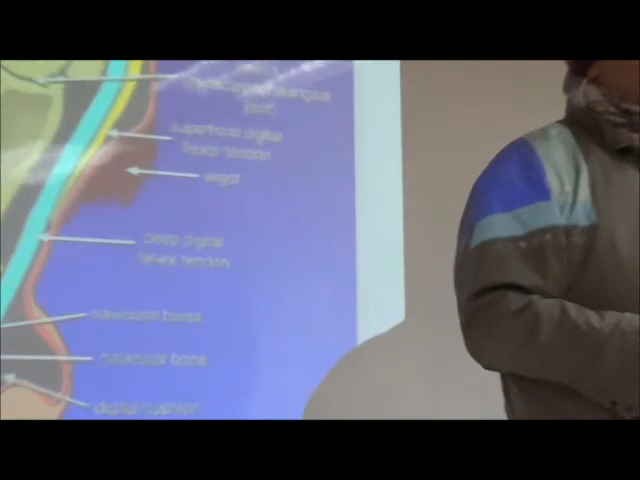 superficial digital
flexor tendon
ergot
deep digital
flexor tendon
navicular bursa
navicular bone
digital cushion